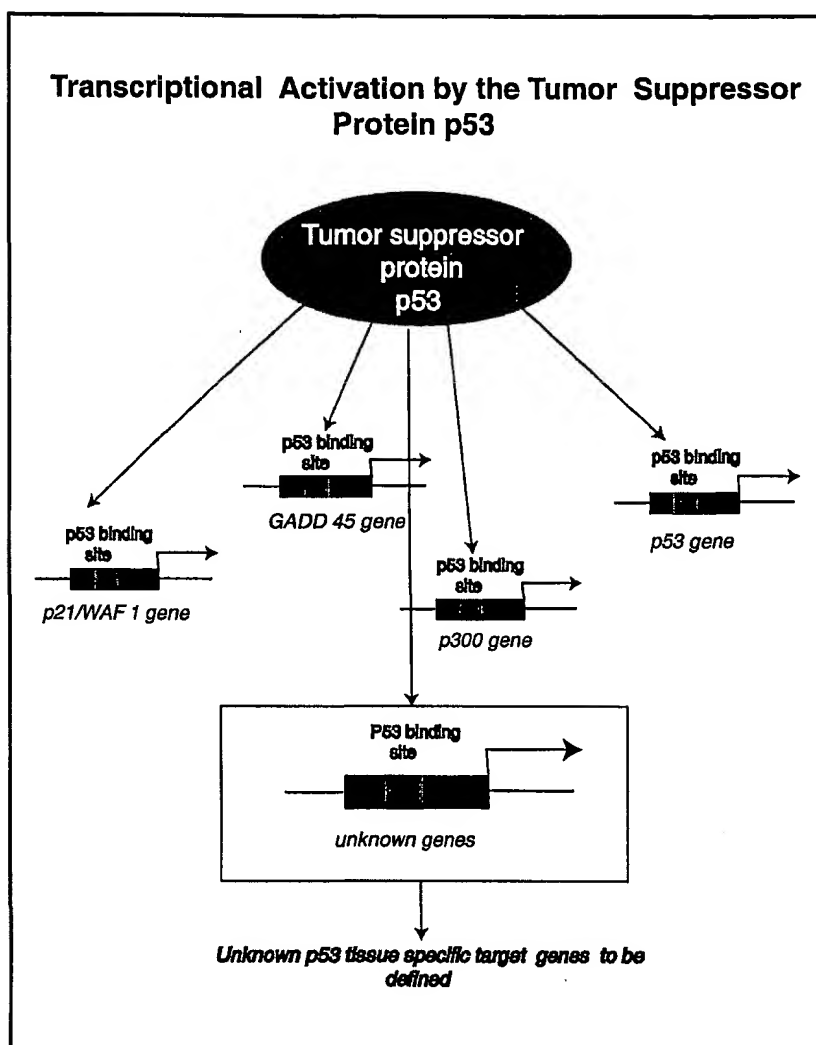 Transcriptional Activation by the Tumor Suppressor
Protein p53
Tumor suppressor
protein
p53
p53 binding
site
GADD 45 gene
p53 binding
site
p53 gene
p53 binding
site
p21/WAF 1 gene
p53 binding
site
p300 gene
P53 binding
site
unknown genes
Unknown p53 tissue specific target genes to be
defined